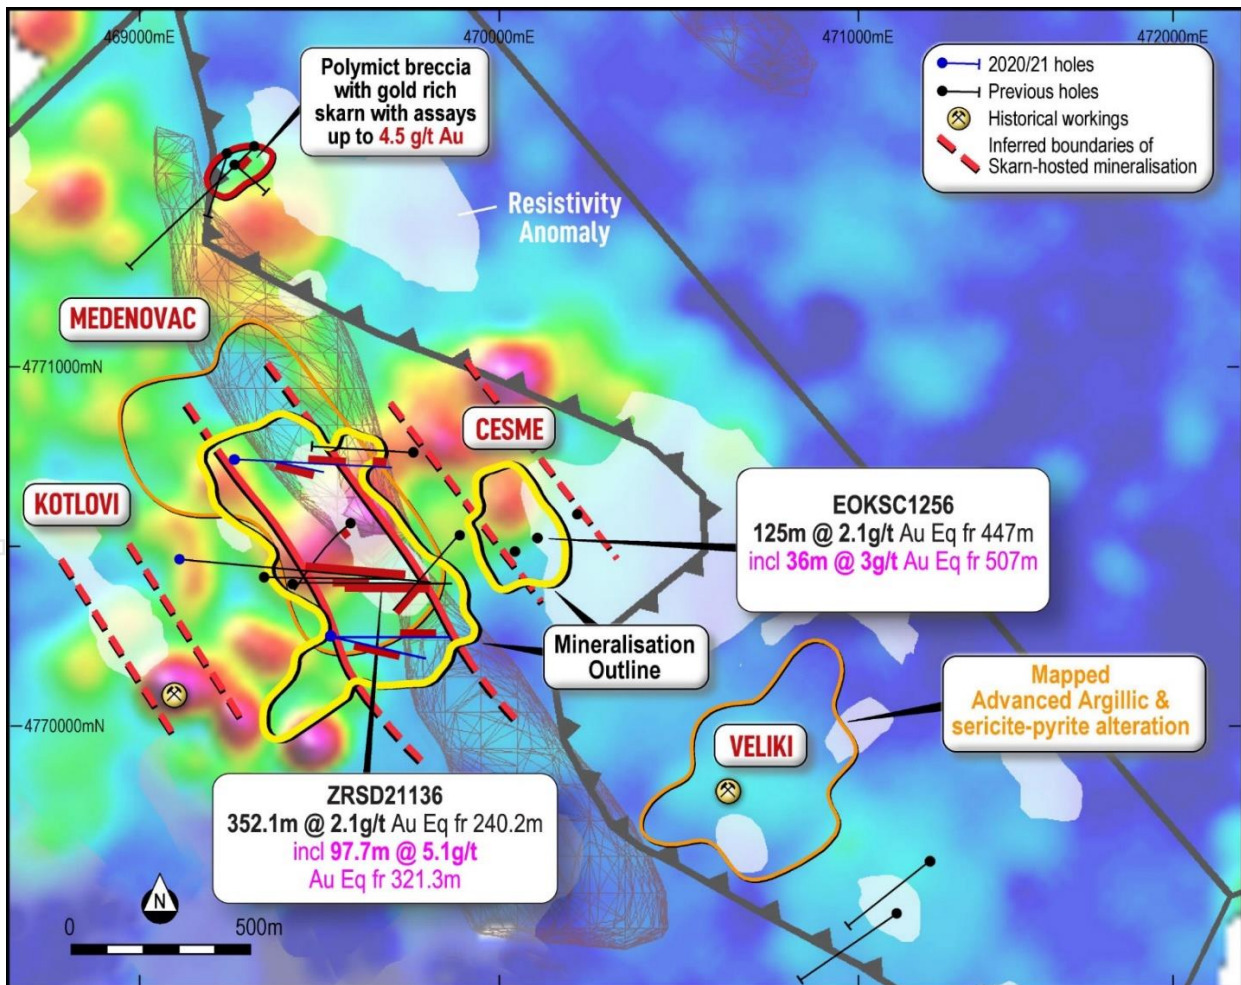 469000mE
470000mE
471000mE
472000mE
Polymict breccia
with gold rich
skarn with assays
up to 4.5 g/t Au
2020/21 holes
Previous holes
Historical workings
Inferred boundaries of
Skarn-hosted mineralisation
Resistivity
Anomaly
MEDENOVAC
4771000mN
CESME
KOTLOVI
EOKSC1256
125m @ 2.1g/t Au Eq fr 447m
incl 36m @ 3g/t Au Eq fr 507m
Mineralisation
Outline
Mapped
Advanced Argillic &
sericite-pyrite alteration
4770000mN
VELIKI
ZRSD21136
352.1m @ 2.1g/t Au Eq fr 240.2m
incl 97.7m @ 5.1g/t
Au Eq fr 321.3m
N
0 500m